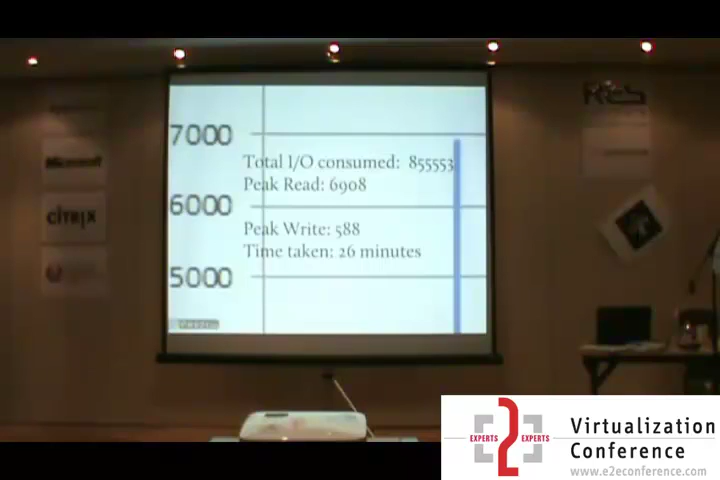 7000
Total I/O consumed: 855553
Peak Read: 6908
6000
Peak Write: 588
Time taken: 26 minutes
5000
Microsoft
CITRIX
RES
EXPERTS 2 EXPERTS
Virtualization
Conference
www.e2econference.com